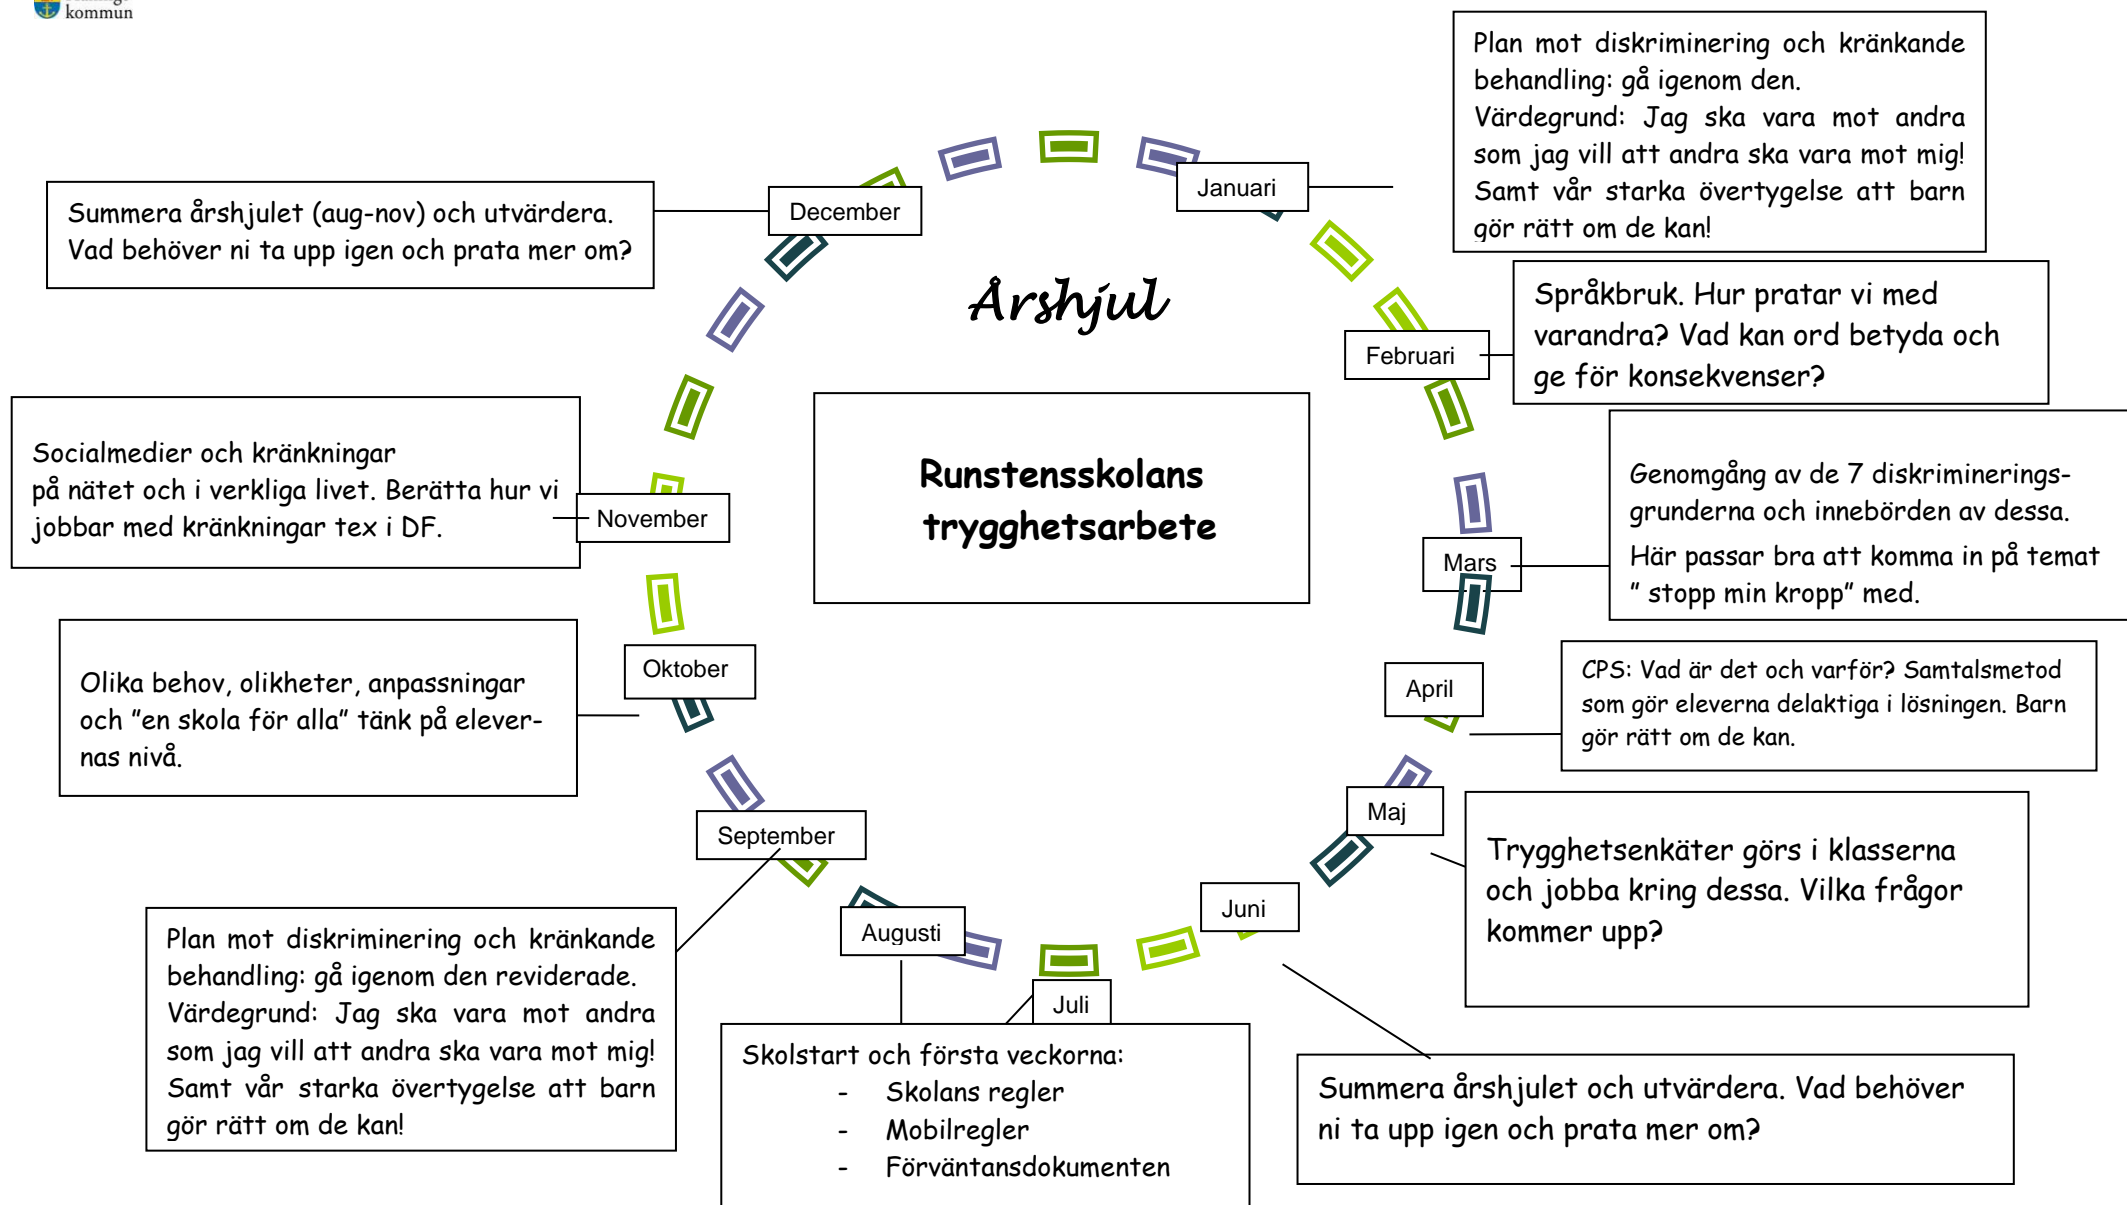 kommun
Årshjul
Runstensskolans
trygghetsarbete
Januari
Plan mot diskriminering och kränkande
behandling: gå igenom den.
Värdegrund: Jag ska vara mot andra
som jag vill att andra ska vara mot mig!
Samt vår starka övertygelse att barn
gör rätt om de kan!
Februari
Språkbruk. Hur pratar vi med
varandra? Vad kan ord betyda och
ge för konsekvenser?
Mars
Genomgång av de 7 diskriminerings-
grunderna och innebörden av dessa.
Här passar bra att komma in på temat
" stopp min kropp" med.
April
CPS: Vad är det och varför? Samtalsmetod
som gör eleverna delaktiga i lösningen. Barn
gör rätt om de kan.
Maj
Trygghetsenkäter görs i klasserna
och jobba kring dessa. Vilka frågor
kommer upp?
Juni
Summera årshjulet och utvärdera. Vad behöver
ni ta upp igen och prata mer om?
Juli
Augusti
Skolstart och första veckorna:
- Skolans regler
- Mobilregler
- Förväntansdokumenten
September
Plan mot diskriminering och kränkande
behandling: gå igenom den reviderade.
Värdegrund: Jag ska vara mot andra
som jag vill att andra ska vara mot mig!
Samt vår starka övertygelse att barn
gör rätt om de kan!
Oktober
Olika behov, olikheter, anpassningar
och "en skola för alla" tänk på elever-
nas nivå.
November
Socialmedier och kränkningar
på nätet och i verkliga livet. Berätta hur vi
jobbar med kränkningar tex i DF.
December
Summera årshjulet (aug-nov) och utvärdera.
Vad behöver ni ta upp igen och prata mer om?